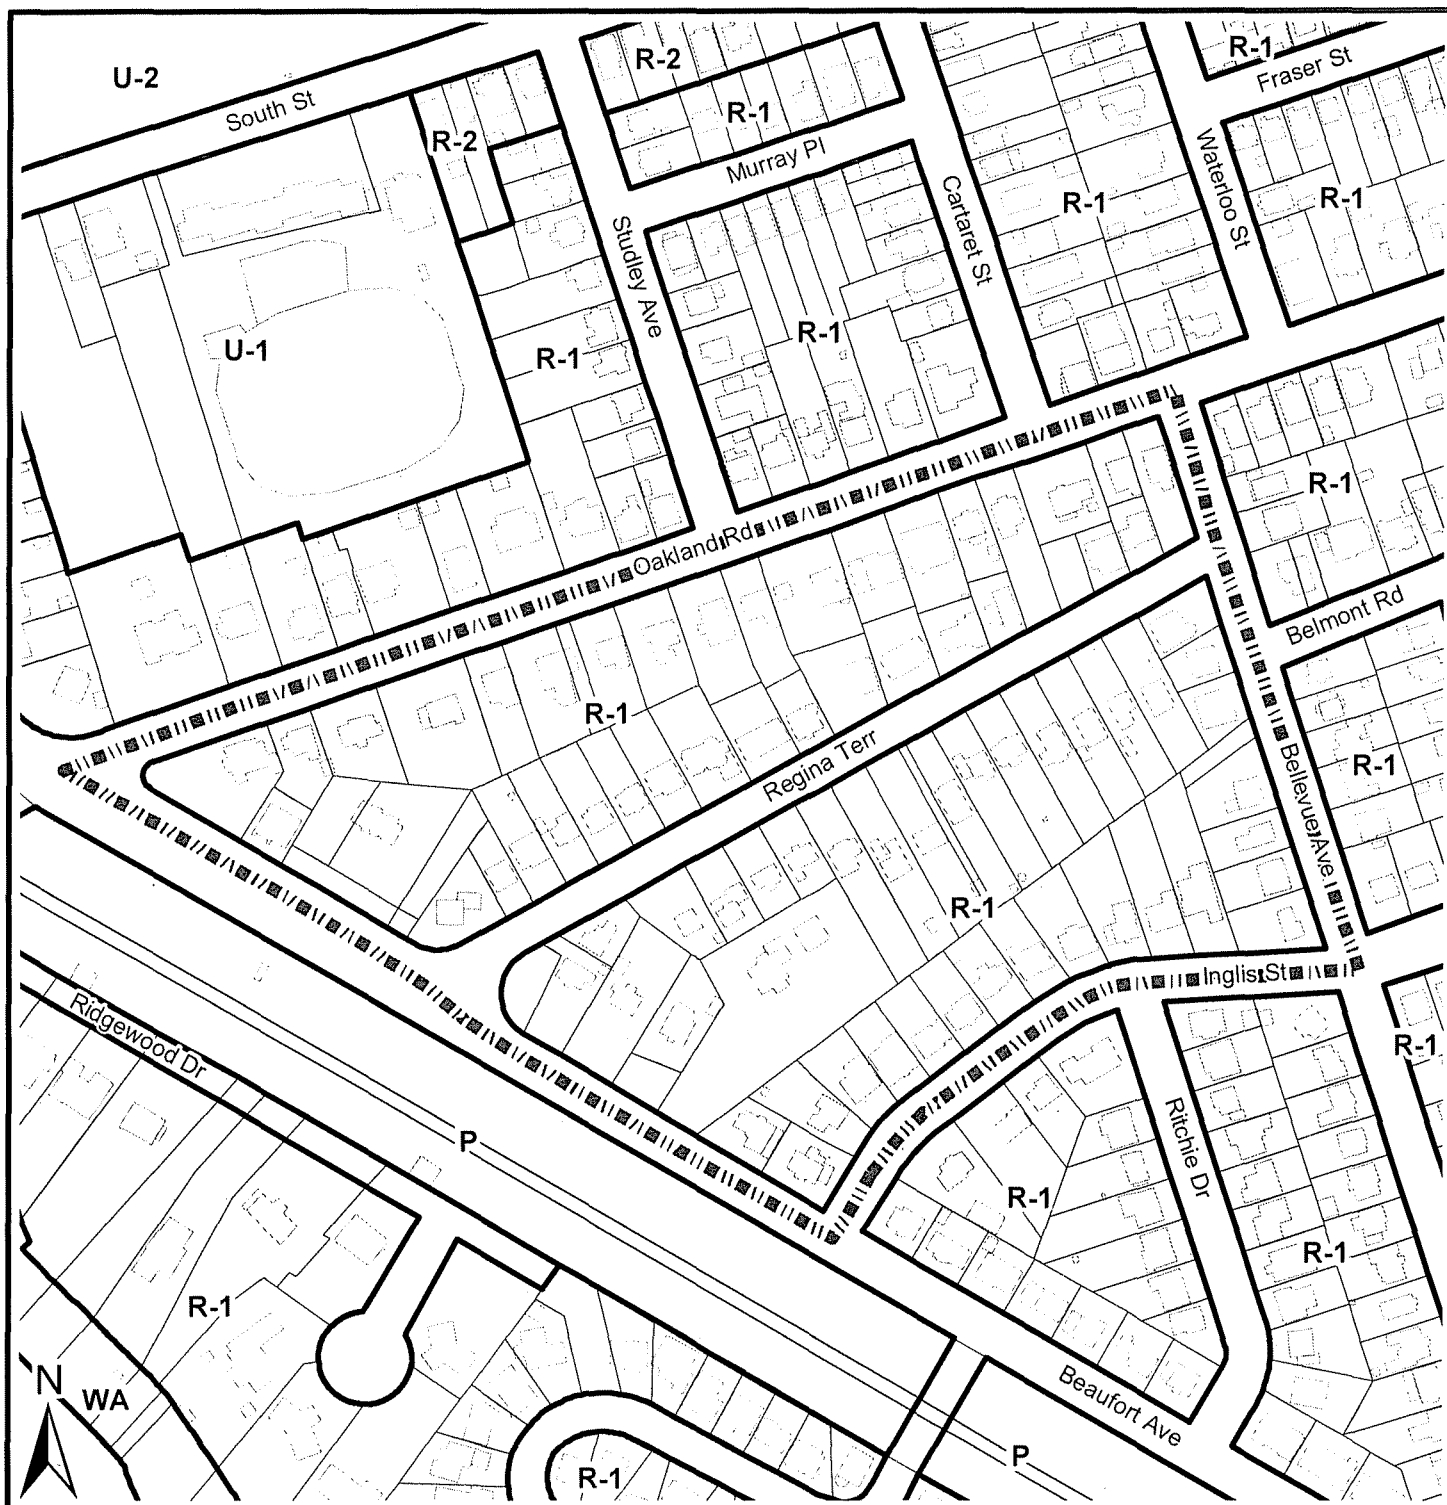 R-2
R-1
U-2
Fraser St
South St
R-1
R-2
Murray Pl
Waterloo St
Cartaret St
R-1
R-1
Studley Ave
R-1
U-1
R-1
R-1
Oakland Rd
Belmont Rd
R-1
Regina Terr
R-1
Bellevue Ave
R-1
Inglis St
Ridgewood Dr
R-1
P
Ritchie Dr
R-1
R-1
R-1
N
WA
Beaufort Ave
P
R-1